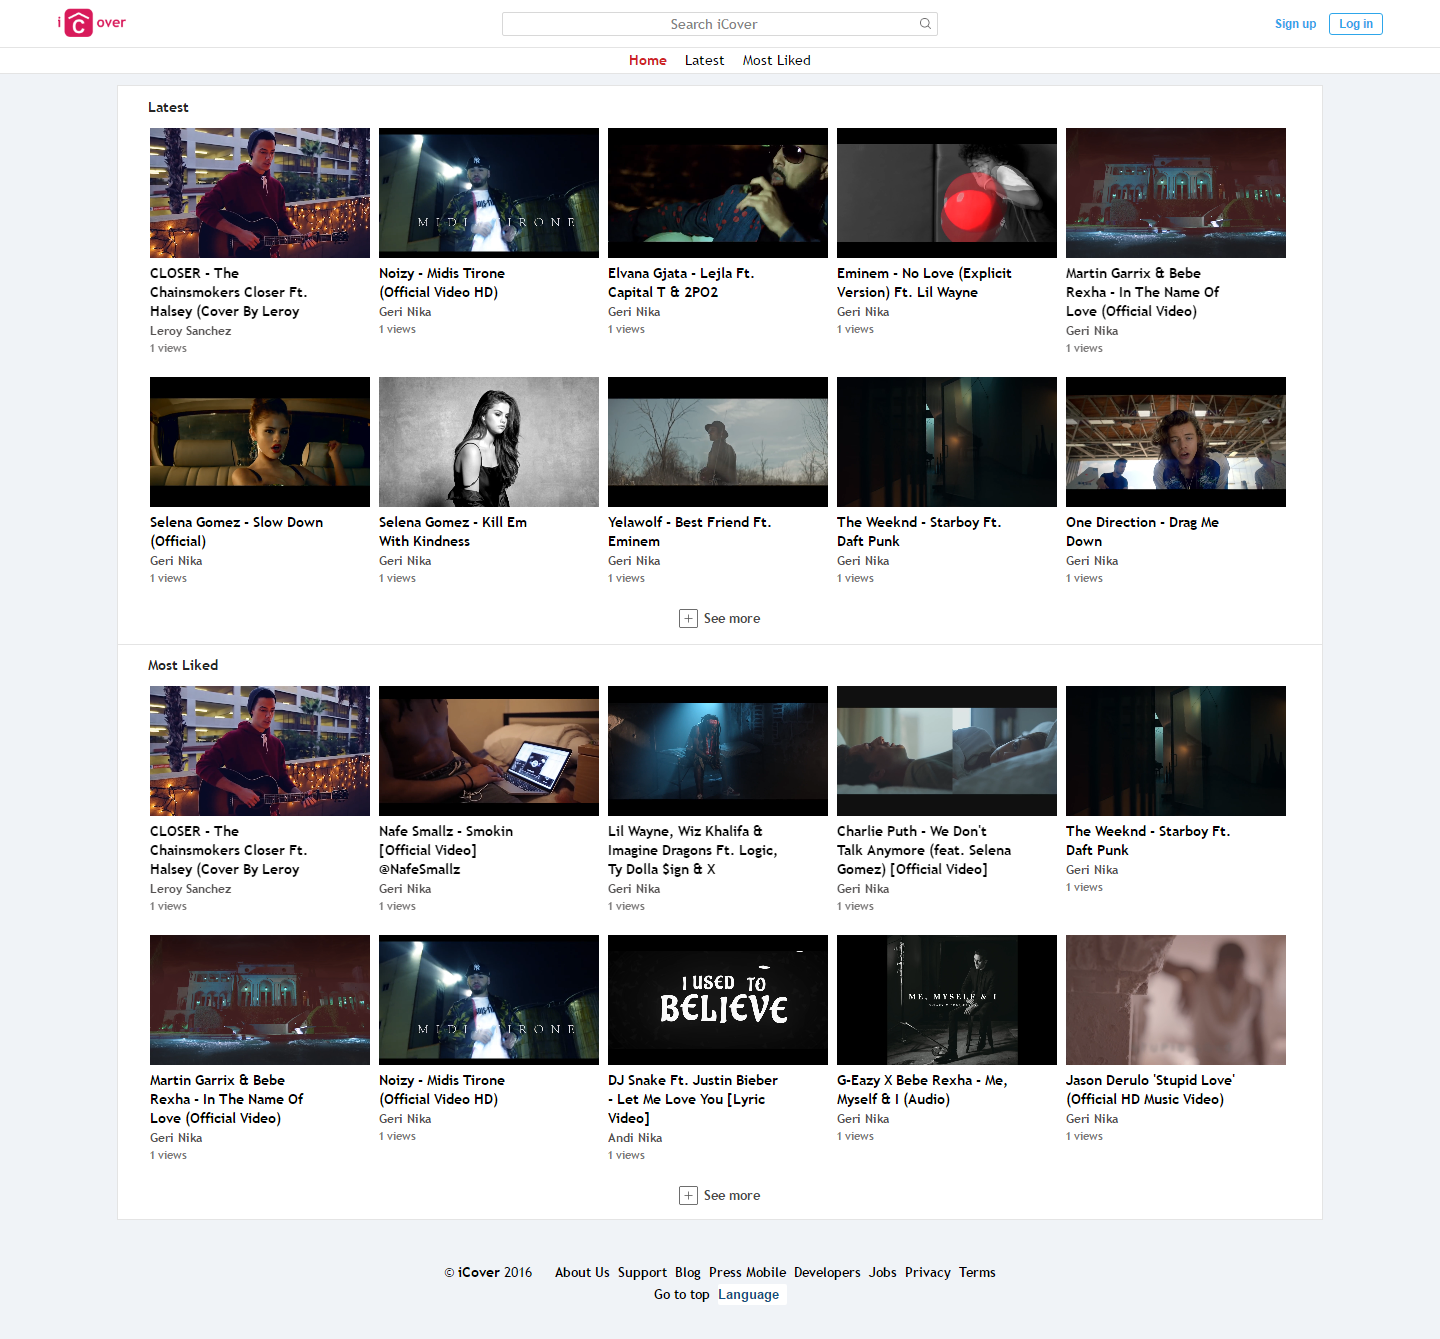 i C over
Search iCover
Sign up Log in
Home Latest Most Liked
Latest
MIDIS TIRONE
CLOSER - The
Chainsmokers Closer Ft.
Halsey (Cover By Leroy
Leroy Sanchez
1 views
Noizy - Midis Tirone
(Official Video HD)
Geri Nika
1 views
Elvana Gjata - Lejla Ft.
Capital T & 2PO2
Geri Nika
1 views
Eminem - No Love (Explicit
Version) Ft. Lil Wayne
Geri Nika
1 views
Martin Garrix & Bebe
Rexha - In The Name Of
Love (Official Video)
Geri Nika
1 views
Selena Gomez - Slow Down
(Official)
Geri Nika
1 views
Selena Gomez - Kill Em
With Kindness
Geri Nika
1 views
Yelawolf - Best Friend Ft.
Eminem
Geri Nika
1 views
The Weeknd - Starboy Ft.
Daft Punk
Geri Nika
1 views
One Direction - Drag Me
Down
Geri Nika
1 views
See more
Most Liked
CLOSER - The
Chainsmokers Closer Ft.
Halsey (Cover By Leroy
Leroy Sanchez
1 views
Nafe Smallz - Smokin
[Official Video]
@NafeSmallz
Geri Nika
1 views
Lil Wayne, Wiz Khalifa &
Imagine Dragons Ft. Logic,
Ty Dolla $ign & X
Geri Nika
1 views
Charlie Puth - We Don't
Talk Anymore (feat. Selena
Gomez) [Official Video]
Geri Nika
1 views
The Weeknd - Starboy Ft.
Daft Punk
Geri Nika
1 views
MIDIS TIRONE
I USED TO
BELIEVE
ME, MYSELF & I
Martin Garrix & Bebe
Rexha - In The Name Of
Love (Official Video)
Geri Nika
1 views
Noizy - Midis Tirone
(Official Video HD)
Geri Nika
1 views
DJ Snake Ft. Justin Bieber
- Let Me Love You [Lyric
Video]
Andi Nika
1 views
G-Eazy X Bebe Rexha - Me,
Myself & I (Audio)
Geri Nika
1 views
Jason Derulo 'Stupid Love'
(Official HD Music Video)
Geri Nika
1 views
See more
© iCover 2016 About Us Support Blog Press Mobile Developers Jobs Privacy Terms
Go to top Language